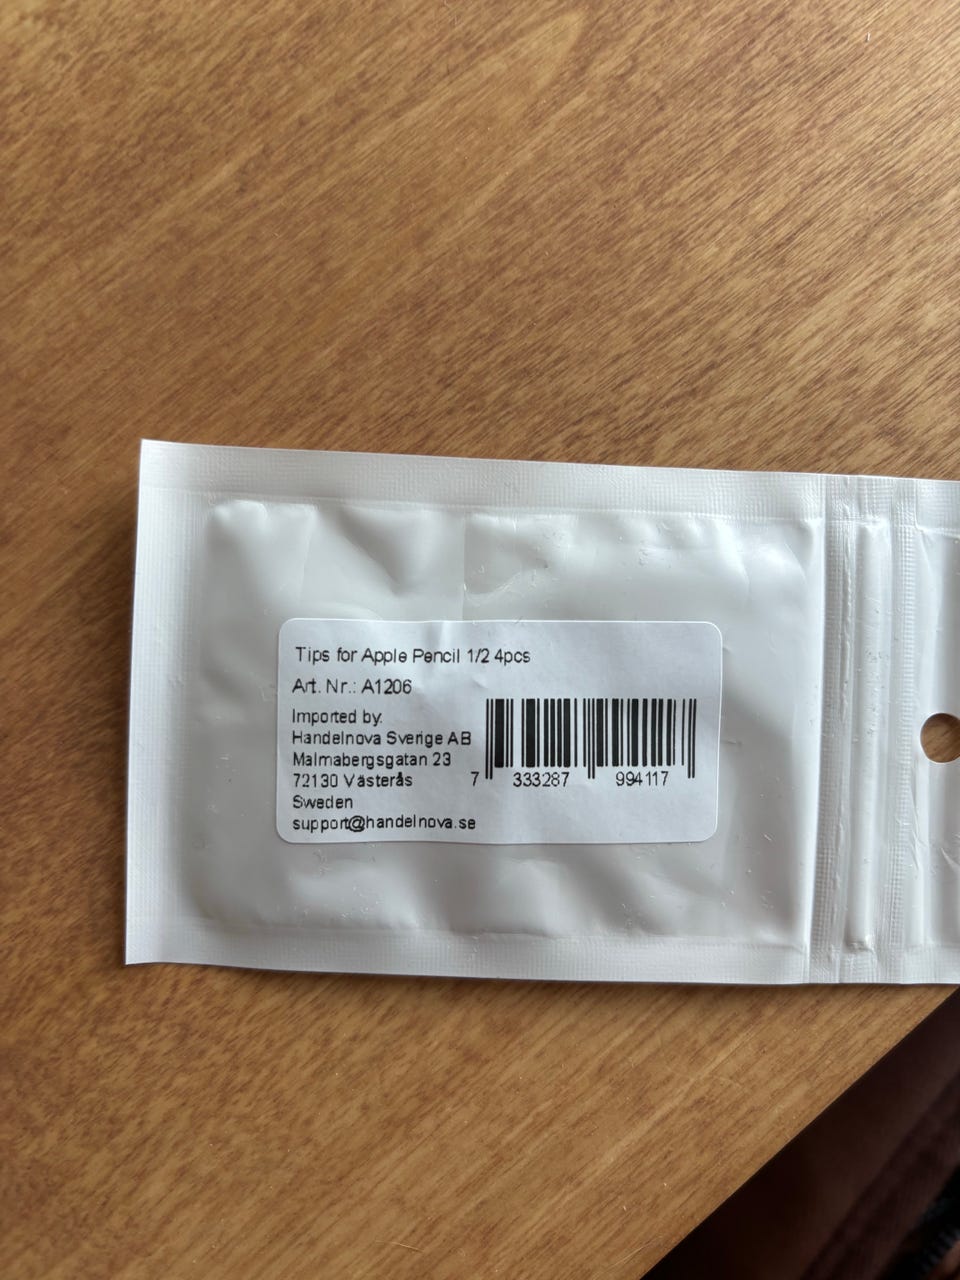 Tips for Apple Pencil 1/2 4pcs
Art. Nr.: A1206
Imported by:
Handelnova Sverige AB
Malmabergsgatan 23
72130 Västerås
Sweden
support@handelnova.se
7 333287 994117